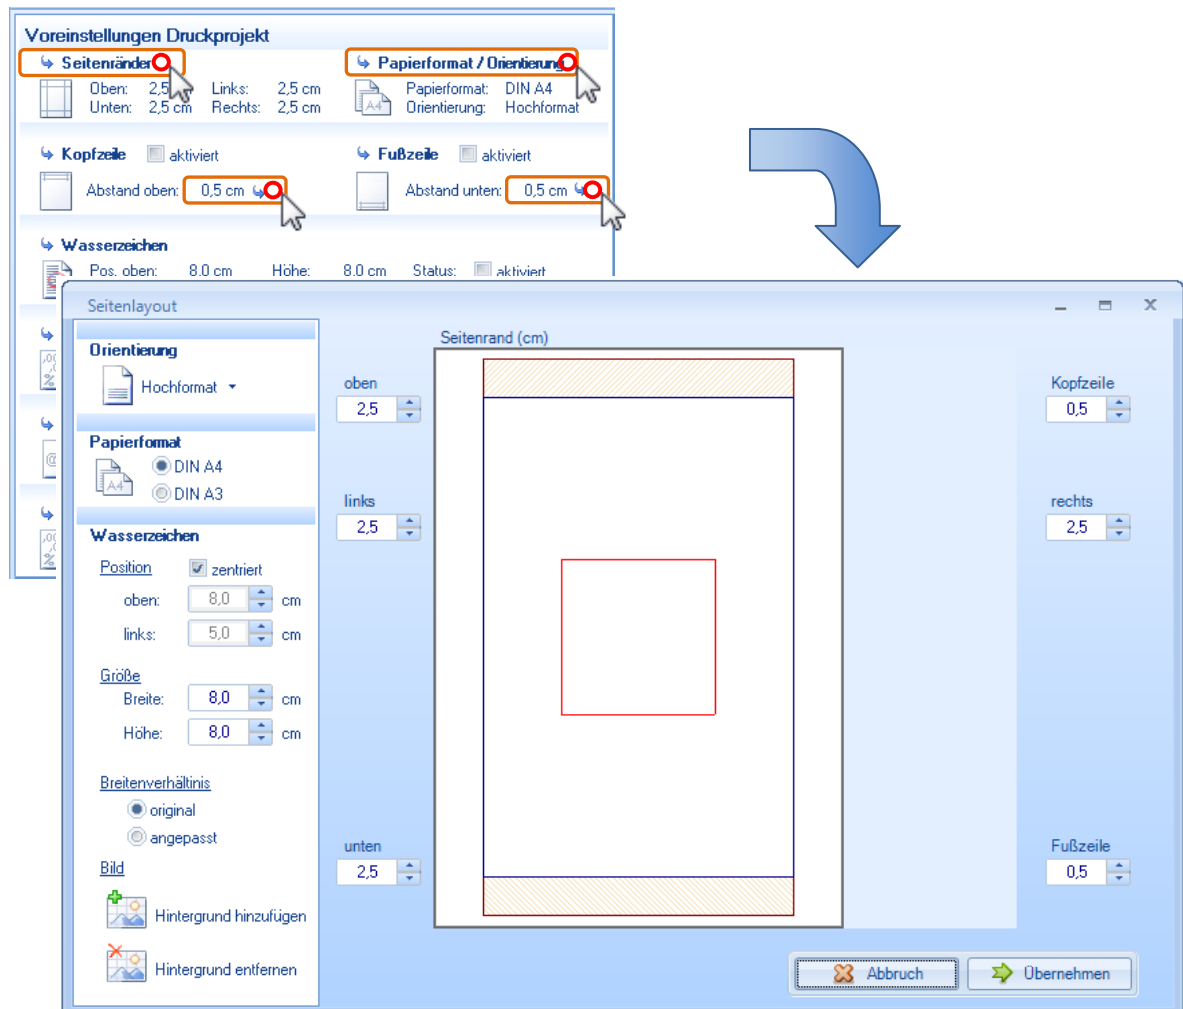 Voreinstellungen Druckprojekt
Seitenränder
Papierformat / Orientierung
Oben: 2,5 Links: 2,5 cm
Papierformat: DIN A4
Unten: 2,5 cm Rechts: 2,5 cm
Orientierung: Hochformat
Kopfzeile aktiviert
Fußzeile aktiviert
Abstand oben: 0,5 cm
Abstand unten: 0,5 cm
Wasserzeichen
Pos. oben: 8.0 cm Höhe: 8.0 cm Status: aktiviert
Seitenlayout
Orientierung
Hochformat
Papierformat
A4
DIN A4
DIN A3
Wasserzeichen
Position zentriert
oben: 8,0 cm
links: 5,0 cm
Größe
Breite: 8,0 cm
Höhe: 8,0 cm
Breitenverhältnis
original
angepasst
Bild
Hintergrund hinzufügen
Hintergrund entfernen
Seitenrand (cm)
oben
2,5
links
2,5
unten
2,5
Kopfzeile
0,5
rechts
2,5
Fußzeile
0,5
Abbruch
Übernehmen